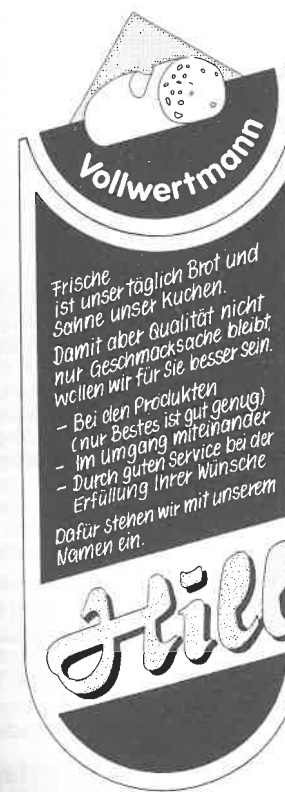 Vollwertmann
Frische
ist unser täglich Brot und
Sahne unser Kuchen.
Damit aber Qualität nicht
nur Geschmacksache bleibt,
wollen wir für Sie besser sein.
- Bei den Produkten
(nur Bestes ist gut genug)
- Im Umgang miteinander
- Durch guten Service bei der
Erfüllung Ihrer Wünsche
Dafür stehen wir mit unserem
Namen ein.